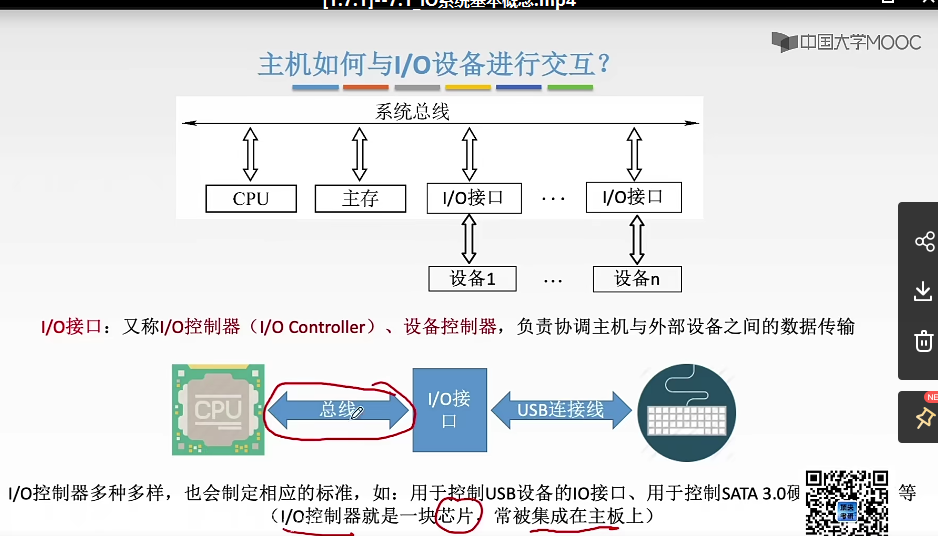 [1.7.1]--7.1_IO系统基本概念.mp4
中国大学MOOC
主机如何与I/O设备进行交互?
系统总线
CPU
主存
I/O接口
...
I/O接口
设备1
...
设备n
I/O接口：又称I/O控制器（I/O Controller）、设备控制器，负责协调主机与外部设备之间的数据传输
CPU
总线
I/O接口
USB连接线
I/O控制器多种多样，也会制定相应的标准，如：用于控制USB设备的IO接口、用于控制SATA 3.0硬 等
（I/O控制器就是一块芯片，常被集成在主板上）
NE